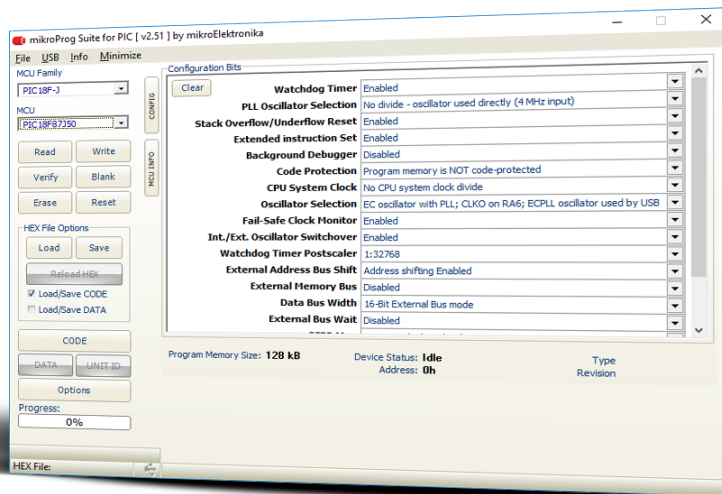 mikroProg Suite for PIC [ v2.51 ] by mikroElektronika
File USB Info Minimize
MCU Family
PIC18F-J
MCU
PIC18F87J50
Read Write
Verify Blank
Erase Reset
HEX File Options
Load Save
Reload HEX
Load/Save CODE
Load/Save DATA
CODE
DATA UNIT ID
Options
Progress:
0%
HEX File:
CONFIG
MCU INFO
Configuration Bits
Clear
Watchdog Timer Enabled
PLL Oscillator Selection No divide - oscillator used directly (4 MHz input)
Stack Overflow/Underflow Reset Enabled
Extended instruction Set Enabled
Background Debugger Disabled
Code Protection Program memory is NOT code-protected
CPU System Clock No CPU system clock divide
Oscillator Selection EC oscillator with PLL; CLKO on RA6; ECPLL oscillator used by USB
Fail-Safe Clock Monitor Enabled
Int./Ext. Oscillator Switchover Enabled
Watchdog Timer Postscaler 1:32768
External Address Bus Shift Address shifting Enabled
External Memory Bus Disabled
Data Bus Width 16-Bit External Bus mode
External Bus Wait Disabled
Program Memory Size: 128 kB Device Status: Idle Type
Address: 0h Revision